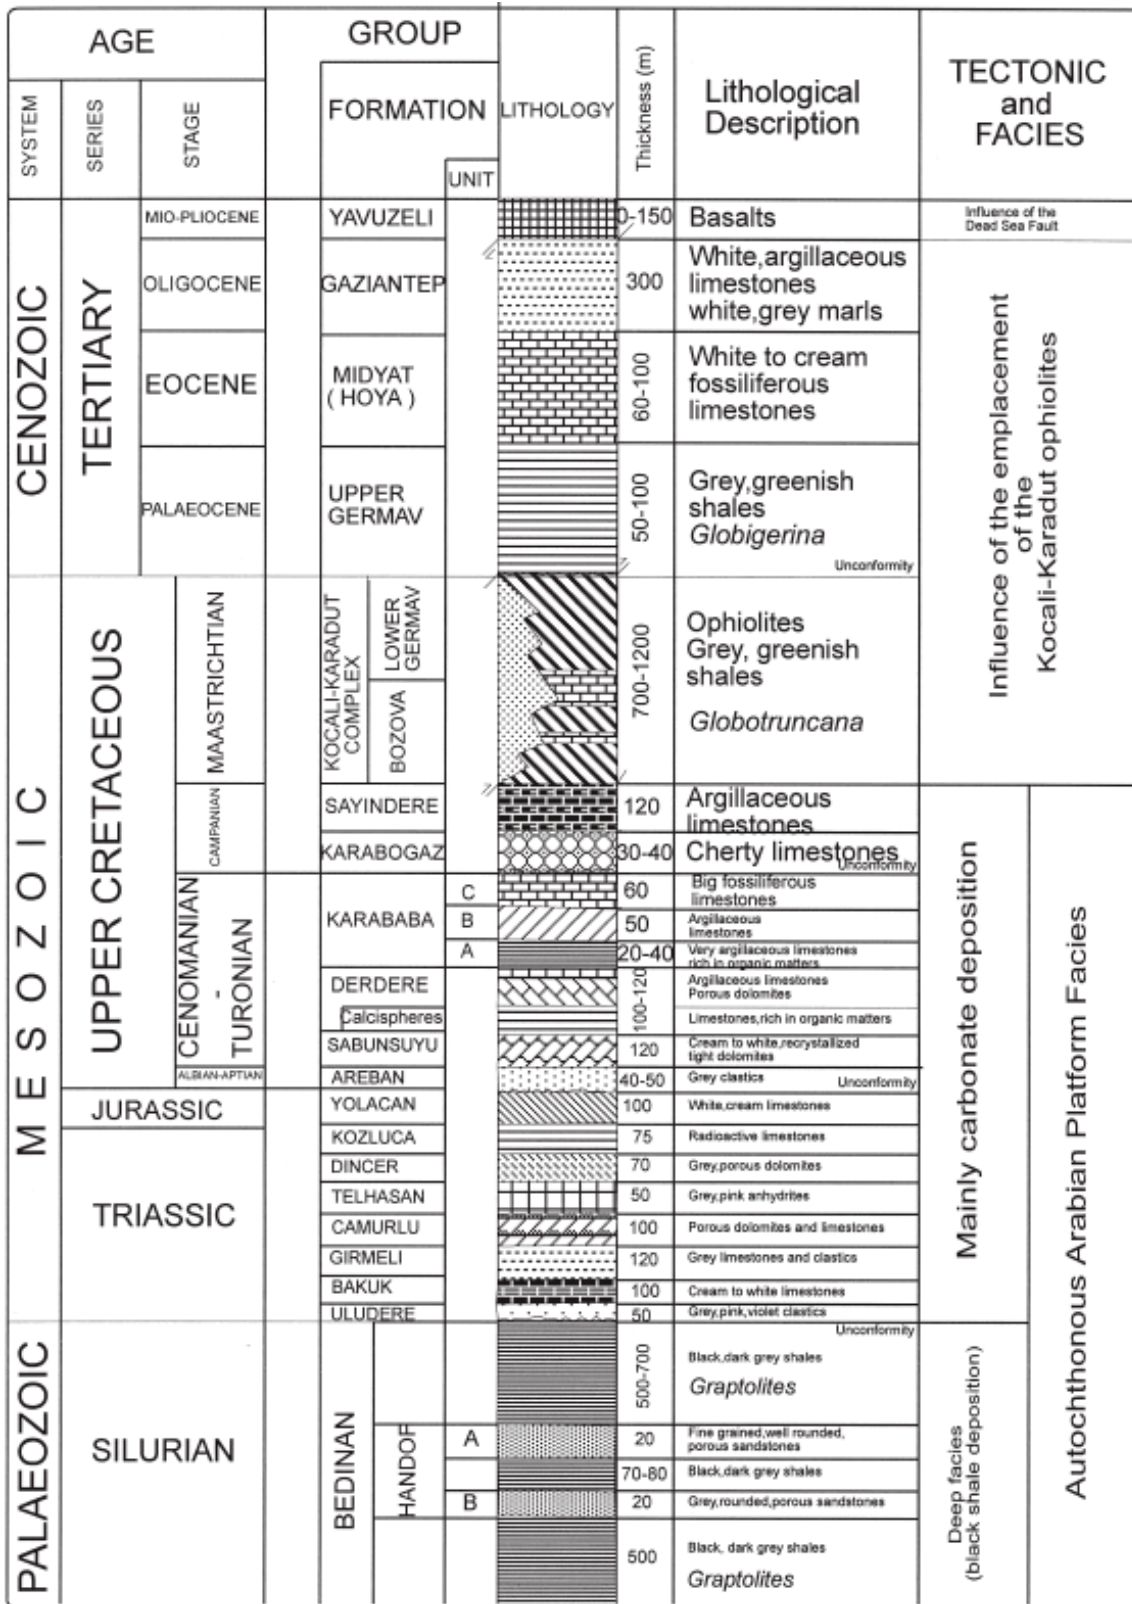 AGE
GROUP
SYSTEM
SERIES
STAGE
FORMATION
UNIT
LITHOLOGY
Thickness (m)
Lithological
Description
TECTONIC
and
FACIES
CENOZOIC
TERTIARY
MIO-PLIOCENE
YAVUZELI
0-150
Basalts
Influence of the
Dead Sea Fault
OLIGOCENE
GAZIANTEP
300
White,argillaceous
limestones
white,grey marls
EOCENE
MIDYAT
( HOYA )
60-100
White to cream
fossiliferous
limestones
PALAEOCENE
UPPER
GERMAV
50-100
Grey,greenish
shales
Globigerina
Unconformity
Influence of the emplacement
of the
Kocali-Karadut ophiolites
MESOZOIC
UPPER CRETACEOUS
MAASTRICHTIAN
KOCALI-KARADUT
COMPLEX
LOWER
GERMAV
BOZOVA
700-1200
Ophiolites
Grey, greenish
shales
Globotruncana
CAMPANIAN
SAYINDERE
120
Argillaceous
limestones
KARABOGAZ
30-40
Cherty limestones
Unconformity
CENOMANIAN
-
TURONIAN
KARABABA
C
60
Big fossiliferous
limestones
B
50
Argillaceous
limestones
A
20-40
Very argillaceous limestones
rich in organic matters
DERDERE
100-120
Argillaceous limestones
Porous dolomites
Calcispheres
Limestones,rich in organic matters
SABUNSUYU
120
Cream to white,recrystallized
tight dolomites
ALBIAN-APTIAN
AREBAN
40-50
Grey clastics
Unconformity
JURASSIC
YOLACAN
100
White,cream limestones
TRIASSIC
KOZLUCA
75
Radioactive limestones
DINCER
70
Grey,porous dolomites
TELHASAN
50
Grey,pink anhydrites
CAMURLU
100
Porous dolomites and limestones
GIRMELI
120
Grey limestones and clastics
BAKUK
100
Cream to white limestones
ULUDERE
50
Grey,pink,violet clastics
Mainly carbonate deposition
Autochthonous Arabian Platform Facies
PALAEOZOIC
SILURIAN
BEDINAN
Unconformity
500-700
Black,dark grey shales
Graptolites
HANDOF
A
20
Fine grained,well rounded,
porous sandstones
70-80
Black,dark grey shales
B
20
Grey,rounded,porous sandstones
500
Black, dark grey shales
Graptolites
Deep facies
(black shale deposition)